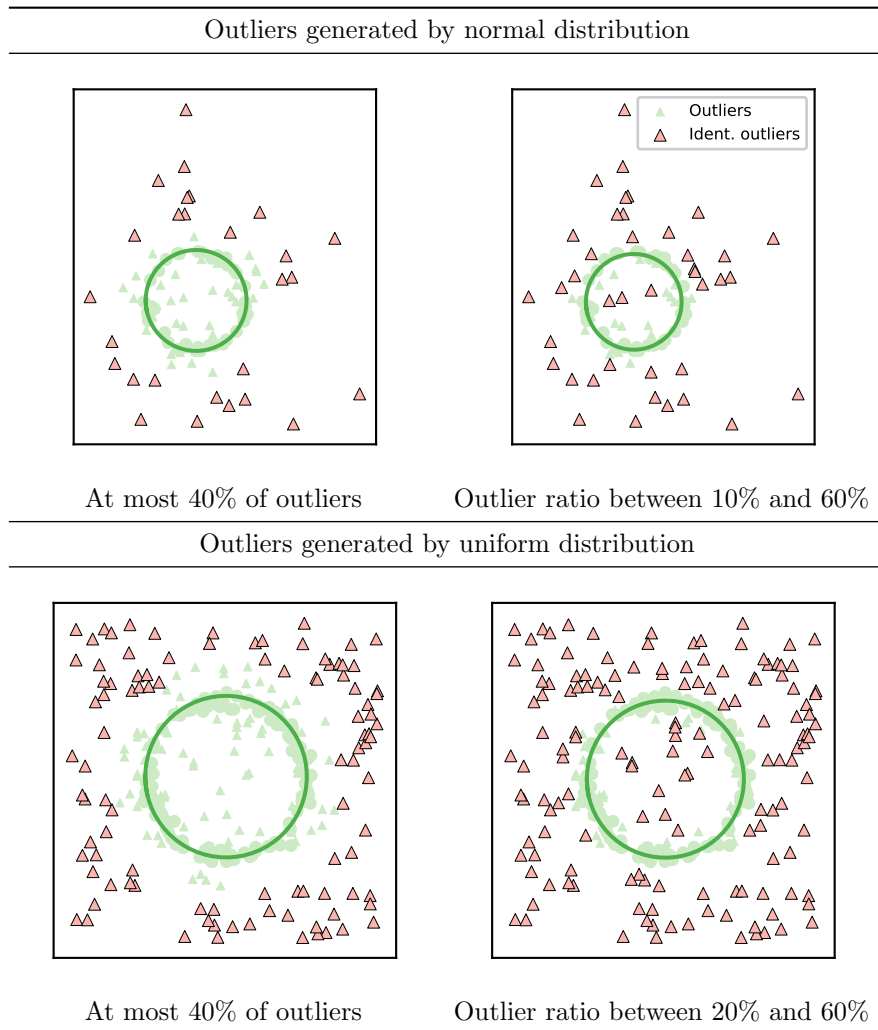 Outliers generated by normal distribution
Outliers
Ident. outliers
At most 40% of outliers
Outlier ratio between 10% and 60%
Outliers generated by uniform distribution
At most 40% of outliers
Outlier ratio between 20% and 60%